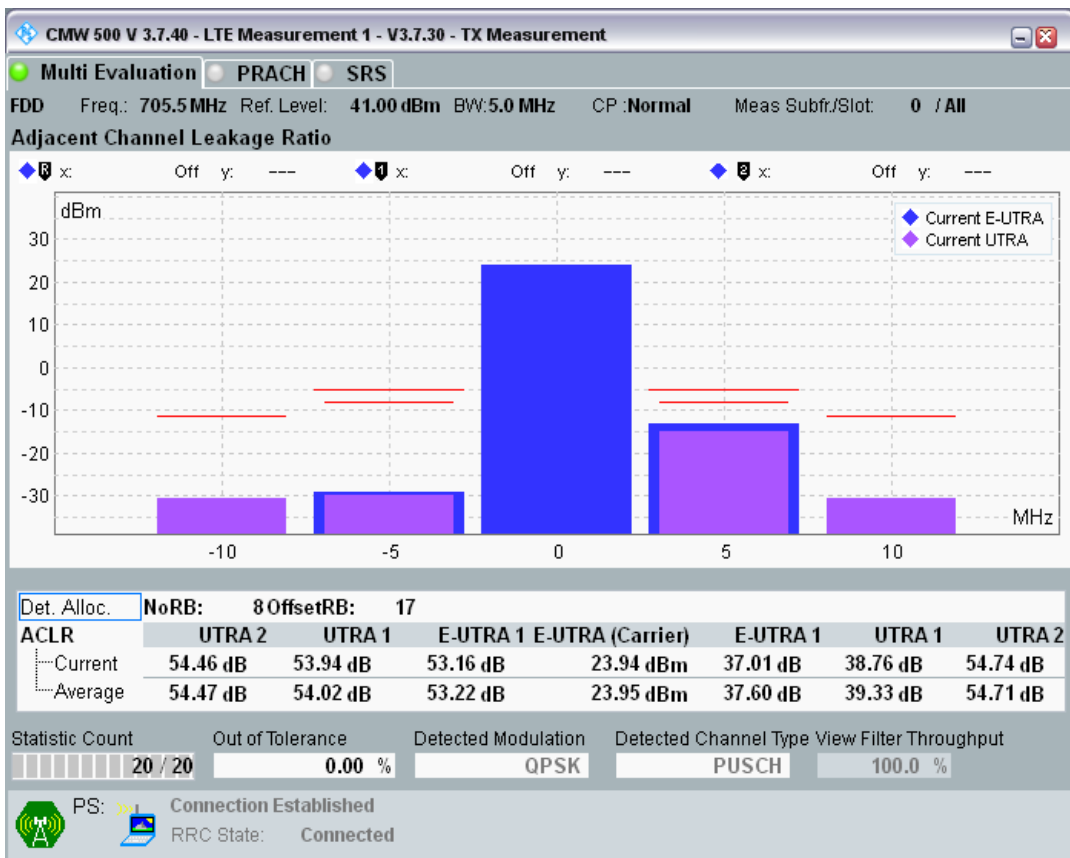 CMW 500 V 3.7.40 - LTE Measurement 1 - V3.7.30 - TX Measurement
Multi Evaluation PRACH SRS
FDD Freq.: 705.5 MHz Ref. Level: 41.00 dBm BW:5.0 MHz CP :Normal Meas Subfr./Slot: 0 / All
Adjacent Channel Leakage Ratio
R x: Off y: --- 1 x: Off y: --- 2 x: Off y: ---
dBm
Current E-UTRA
Current UTRA
30
20
10
0
-10
-20
-30
MHz
-10 -5 0 5 10
Det. Alloc. NoRB: 8 OffsetRB: 17
ACLR UTRA 2 UTRA 1 E-UTRA 1 E-UTRA (Carrier) E-UTRA 1 UTRA 1 UTRA 2
Current 54.46 dB 53.94 dB 53.16 dB 23.94 dBm 37.01 dB 38.76 dB 54.74 dB
Average 54.47 dB 54.02 dB 53.22 dB 23.95 dBm 37.60 dB 39.33 dB 54.71 dB
Statistic Count Out of Tolerance Detected Modulation Detected Channel Type View Filter Throughput
20 / 20 0.00 % QPSK PUSCH 100.0 %
PS: Connection Established
RRC State: Connected